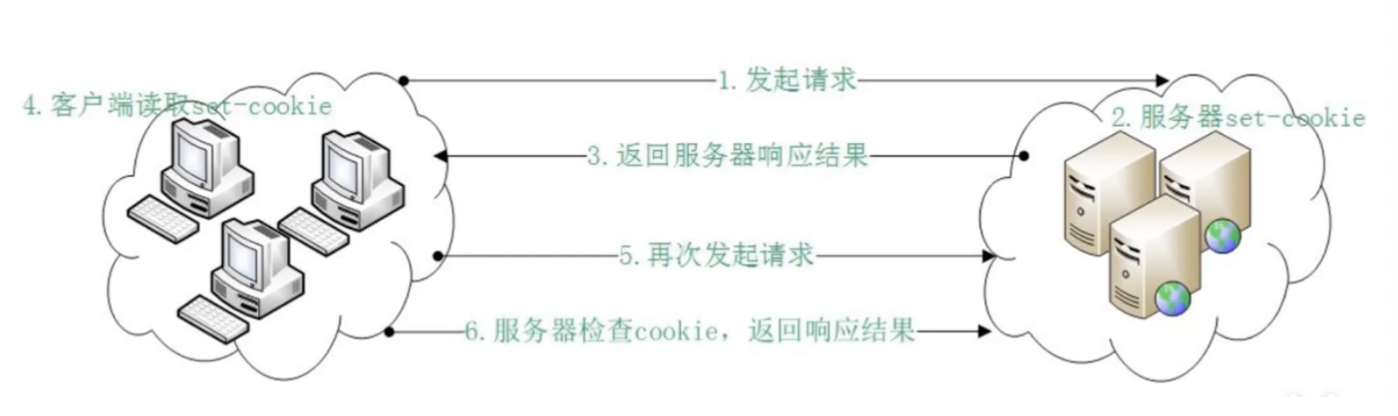 1.发起请求
4.客户端读取set-cookie
2.服务器set-cookie
3.返回服务器响应结果
5.再次发起请求
6.服务器检查cookie，返回响应结果